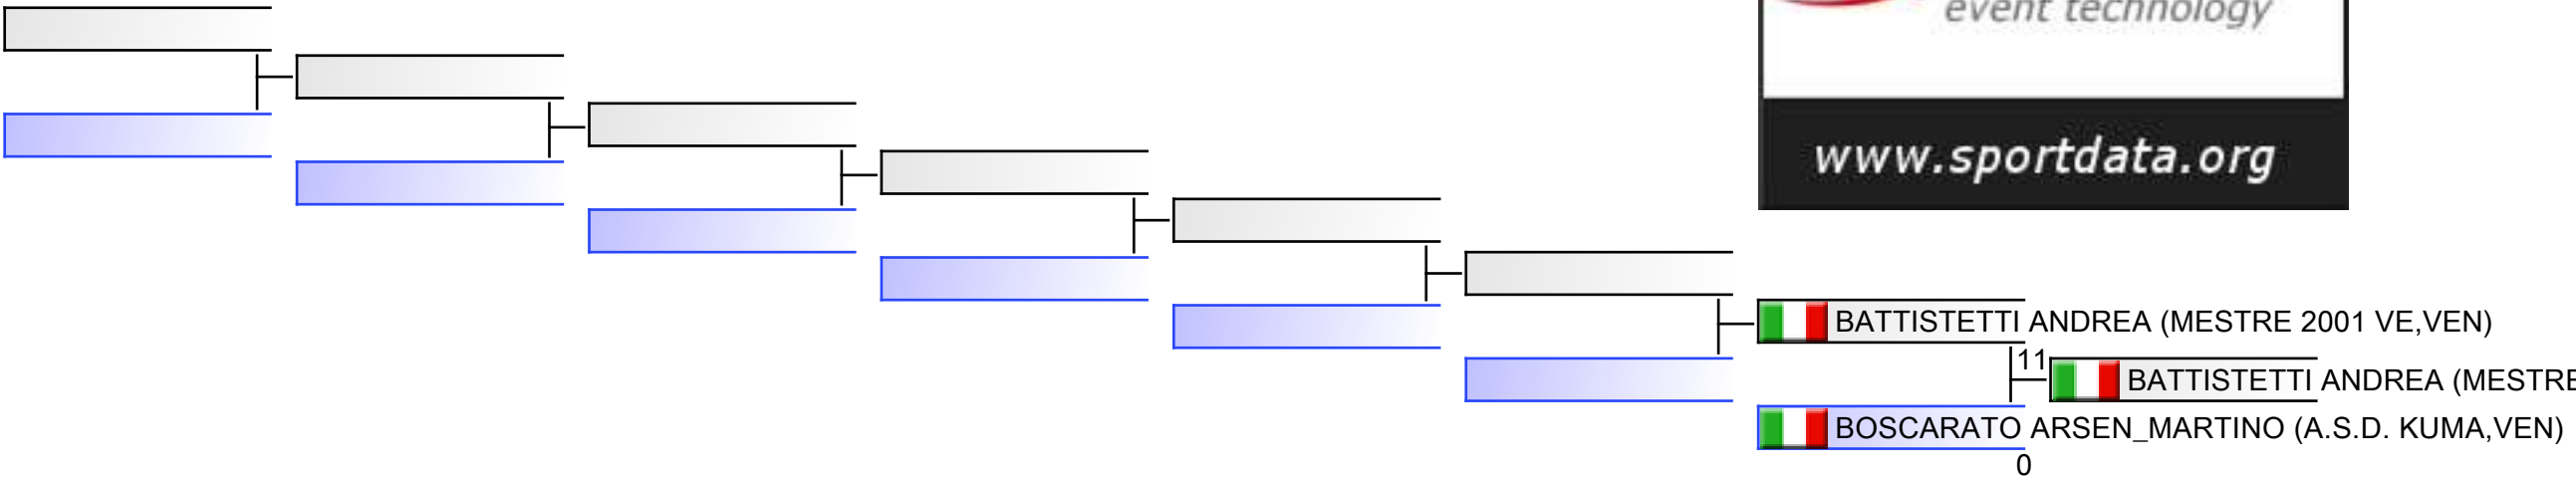 event technology
www.sportdata.org
BATTISTETTI ANDREA (MESTRE 2001 VE,VEN)
11
BATTISTETTI ANDREA (MESTRE
BOSCARATO ARSEN_MARTINO (A.S.D. KUMA,VEN)
0